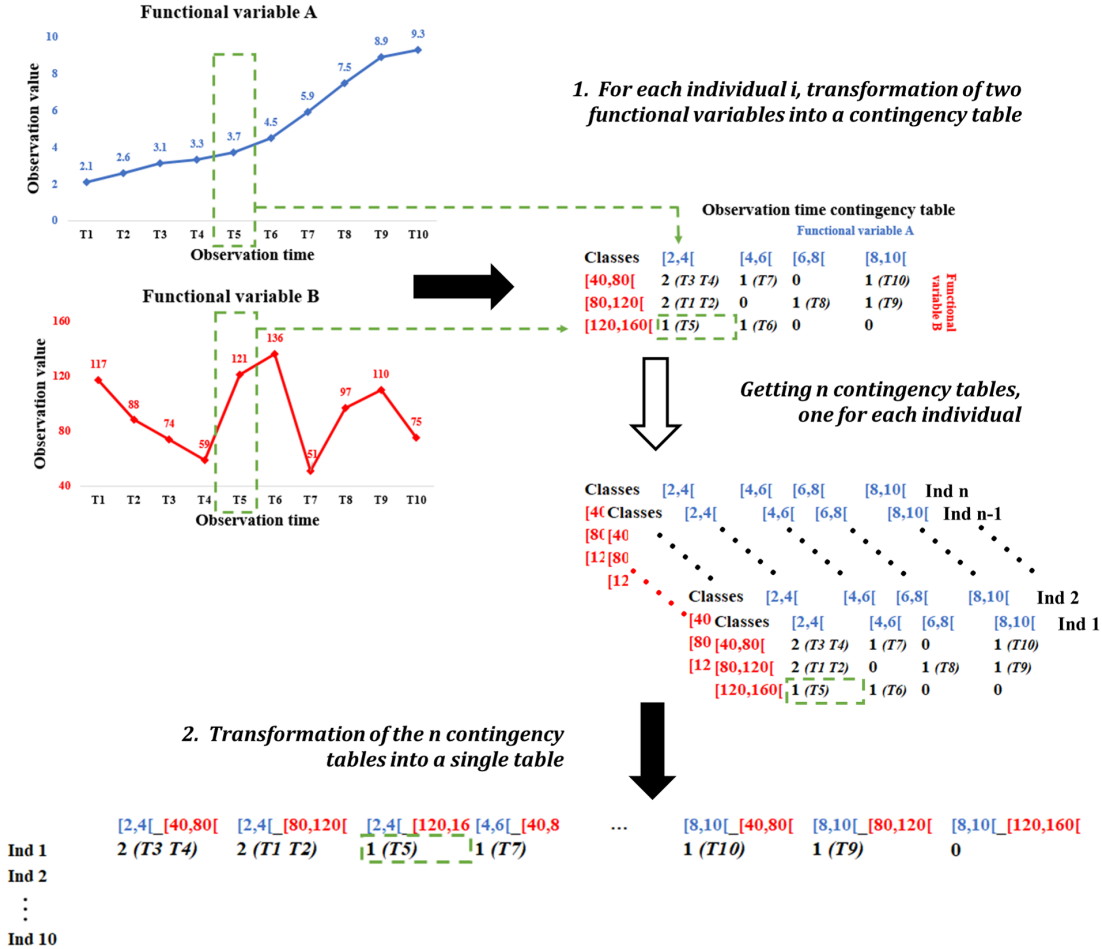 Functional variable A
Observation value
10
8
6
4
2
0
2.1
2.6
3.1
3.3
3.7
4.5
5.9
7.5
8.9
9.3
T1 T2 T3 T4 T5 T6 T7 T8 T9 T10
Observation time
1. For each individual i, transformation of two
functional variables into a contingency table
Functional variable B
Observation value
160
120
80
40
117
88
74
59
121
136
51
97
110
75
T1 T2 T3 T4 T5 T6 T7 T8 T9 T10
Observation time
Observation time contingency table
Functional variable A
Classes [2,4[ [4,6[ [6,8[ [8,10[
[40,80[ 2 (T3 T4) 1 (T7) 0 1 (T10)
[80,120[ 2 (T1 T2) 0 1 (T8) 1 (T9)
[120,160[ 1 (T5) 1 (T6) 0 0
Functional
variable B
Getting n contingency tables,
one for each individual
Classes [2,4[ [4,6[ [6,8[ [8,10[ Ind n
[40 Classes [2,4[ [4,6[ [6,8[ [8,10[ Ind n-1
[80 [40
[12 [80
[12
Classes [2,4[ [4,6[ [6,8[ [8,10[ Ind 2
[40 Classes [2,4[ [4,6[ [6,8[ [8,10[ Ind 1
[80 [40,80[ 2 (T3 T4) 1 (T7) 0 1 (T10)
[12 [80,120[ 2 (T1 T2) 0 1 (T8) 1 (T9)
[120,160[ 1 (T5) 1 (T6) 0 0
2. Transformation of the n contingency
tables into a single table
[2,4[_[40,80[ [2,4[_[80,120[ [2,4[_[120,16 [4,6[_[40,8 ... [8,10[_[40,80[ [8,10[_[80,120[ [8,10[_[120,160[
Ind 1 2 (T3 T4) 2 (T1 T2) 1 (T5) 1 (T7) 1 (T10) 1 (T9) 0
Ind 2
Ind 10